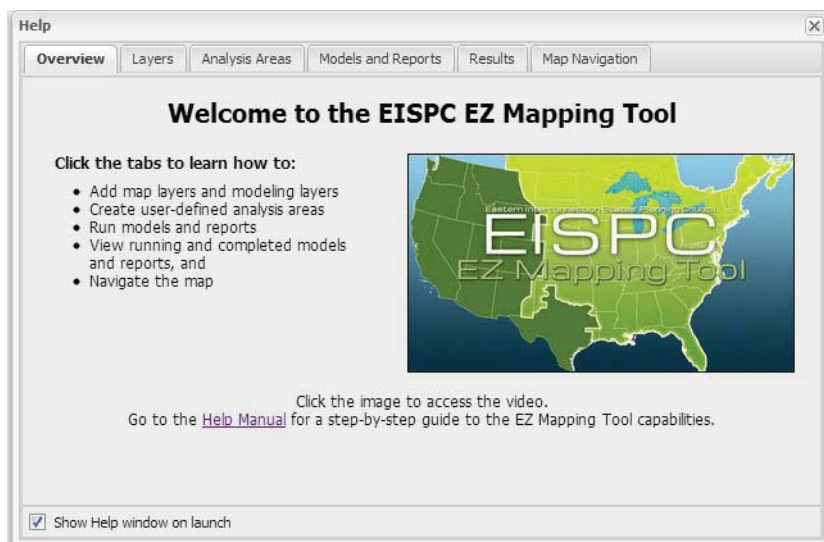 Help
Overview
Layers
Analysis Areas
Models and Reports
Results
Map Navigation
Welcome to the EISPC EZ Mapping Tool
Click the tabs to learn how to:
Add map layers and modeling layers
Create user-defined analysis areas
Run models and reports
View running and completed models
and reports, and
Navigate the map
Eastern Interconnection States Planning Council
EISPC
EZ Mapping Tool
Click the image to access the video.
Go to the Help Manual for a step-by-step guide to the EZ Mapping Tool capabilities.
Show Help window on launch